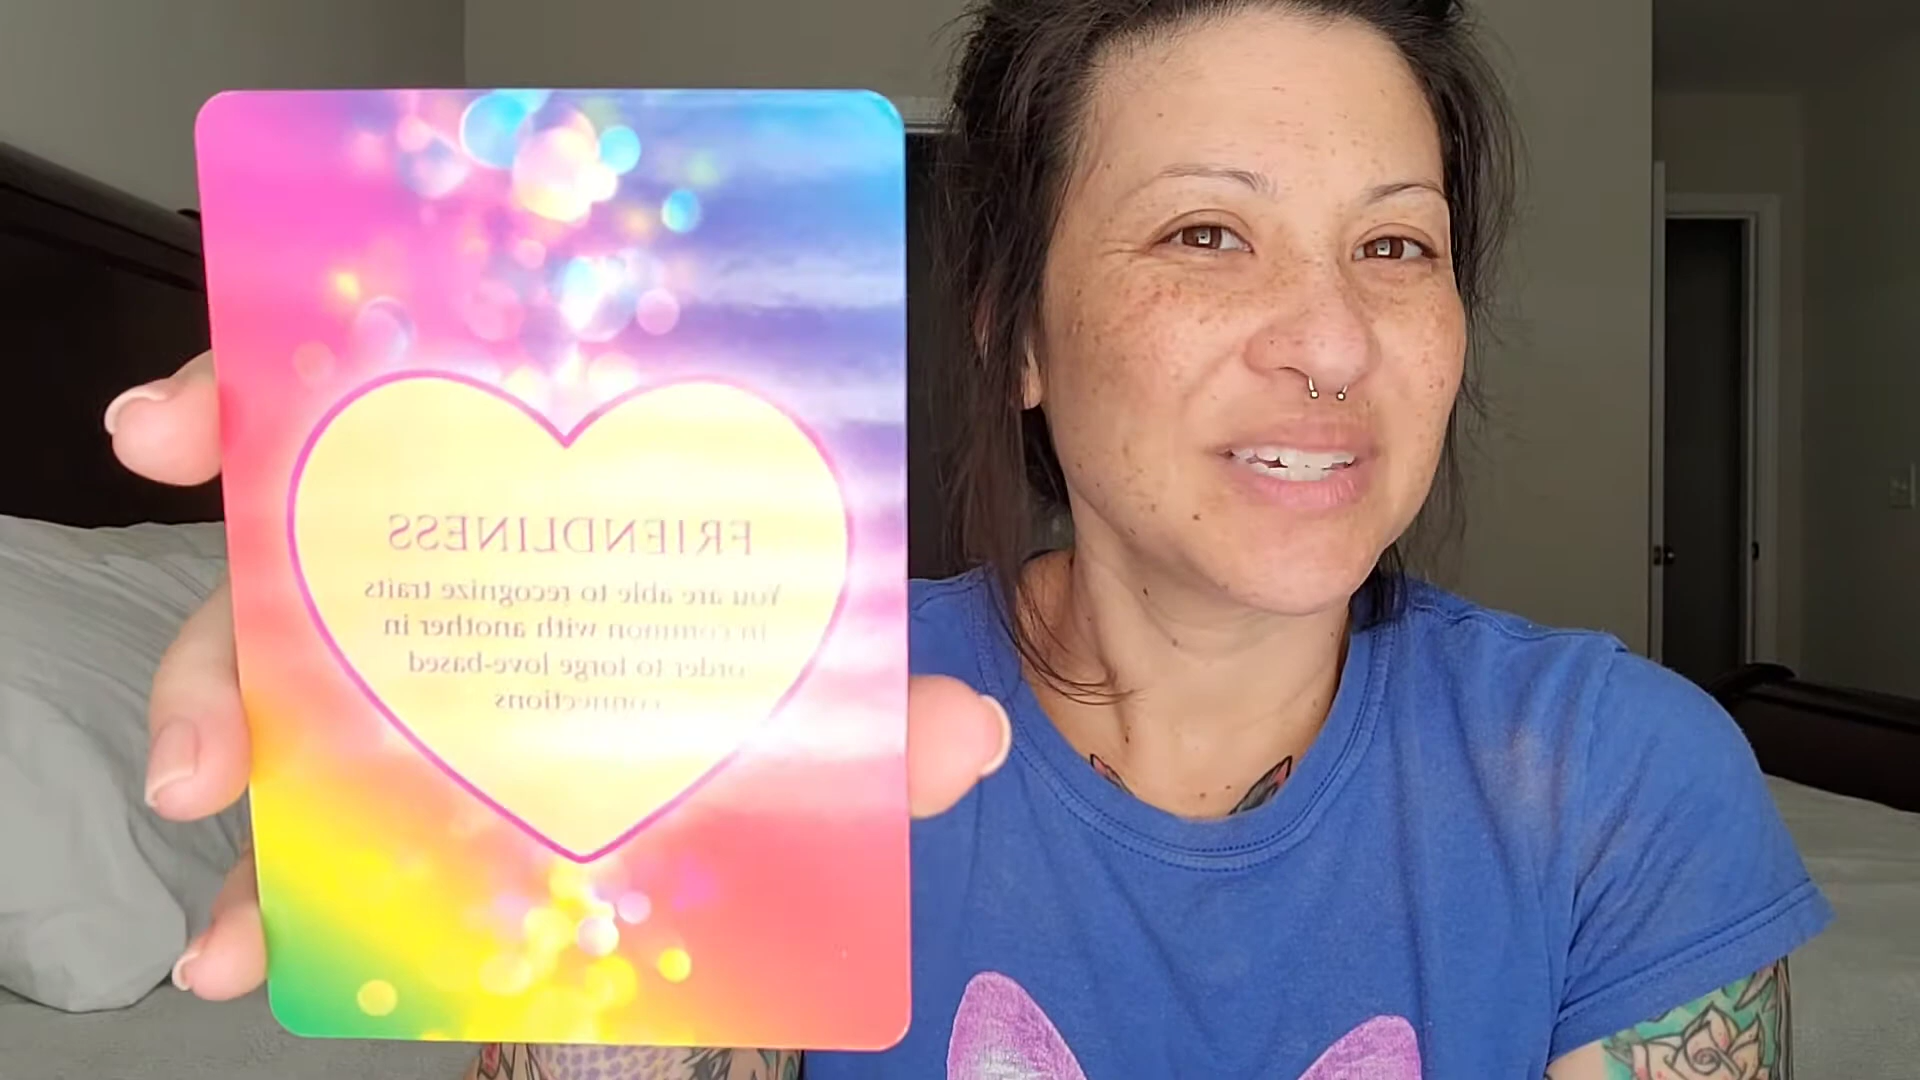 FRIENDLINESS
You are able to recognize traits
in common with another in
order to forge love-based
connections